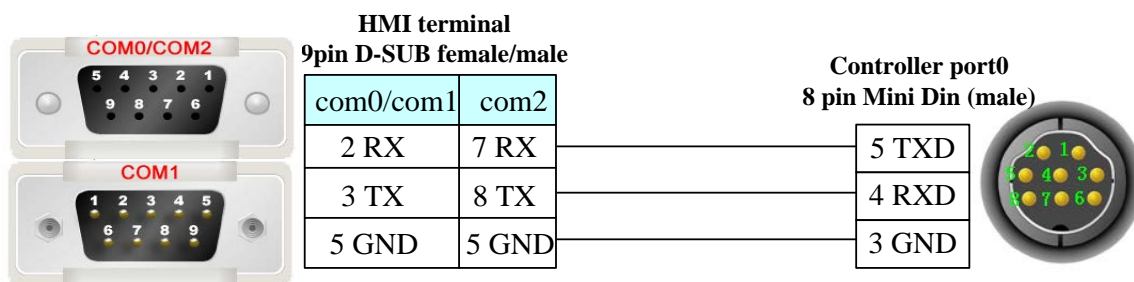 COM0/COM2
5 4 3 2 1
9 8 7 6
COM1
1 2 3 4 5
6 7 8 9
HMI terminal
9pin D-SUB female/male
com0/com1 com2
2 RX 7 RX
3 TX 8 TX
5 GND 5 GND
Controller port0
8 pin Mini Din (male)
5 TXD
4 RXD
3 GND
2 1
5 4 3
8 7 6